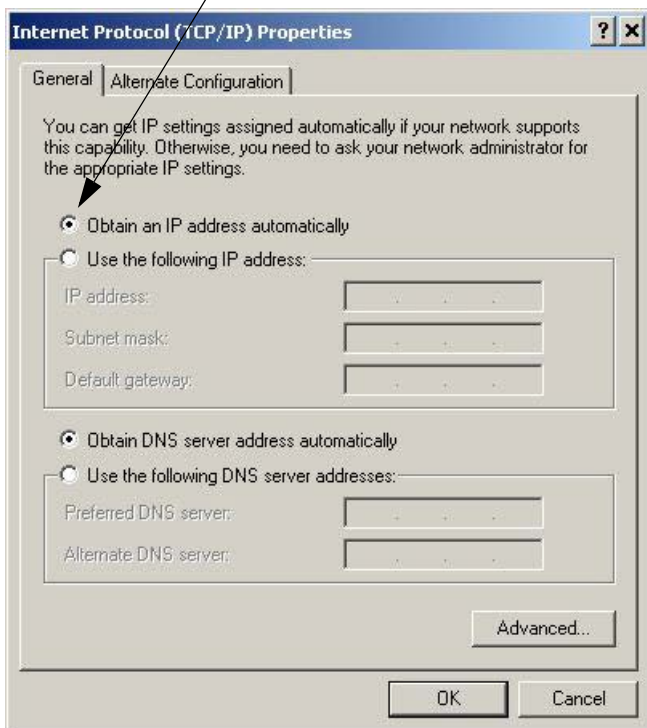 Internet Protocol (TCP/IP) Properties
General
Alternate Configuration
You can get IP settings assigned automatically if your network supports
this capability. Otherwise, you need to ask your network administrator for
the appropriate IP settings.
Obtain an IP address automatically
Use the following IP address:
IP address:
Subnet mask:
Default gateway:
Obtain DNS server address automatically
Use the following DNS server addresses:
Preferred DNS server:
Alternate DNS server:
Advanced...
OK
Cancel